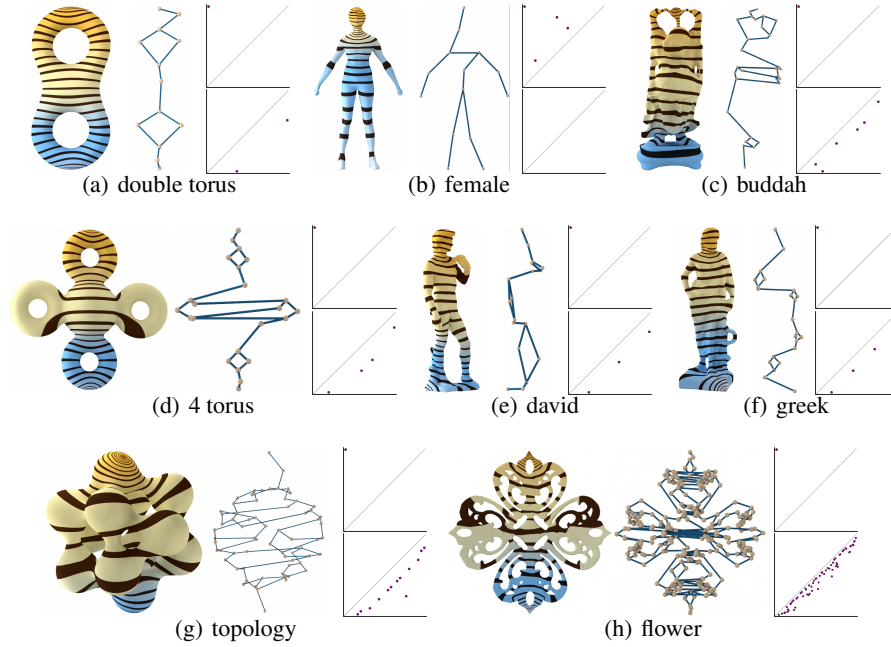 (a) double torus
(b) female
(c) buddah
(d) 4 torus
(e) david
(f) greek
(g) topology
(h) flower